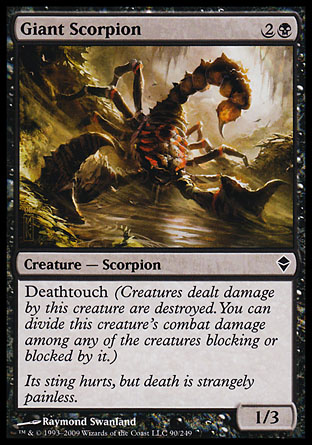 Giant Scorpion 2
Creature — Scorpion
Deathtouch (Creatures dealt damage
by this creature are destroyed. You can
divide this creature's combat damage
among any of the creatures blocking or
blocked by it.)
Its sting hurts, but death is strangely
painless.
Raymond Swanland
™ & © 1993–2009 Wizards of the Coast LLC 90/249
1/3